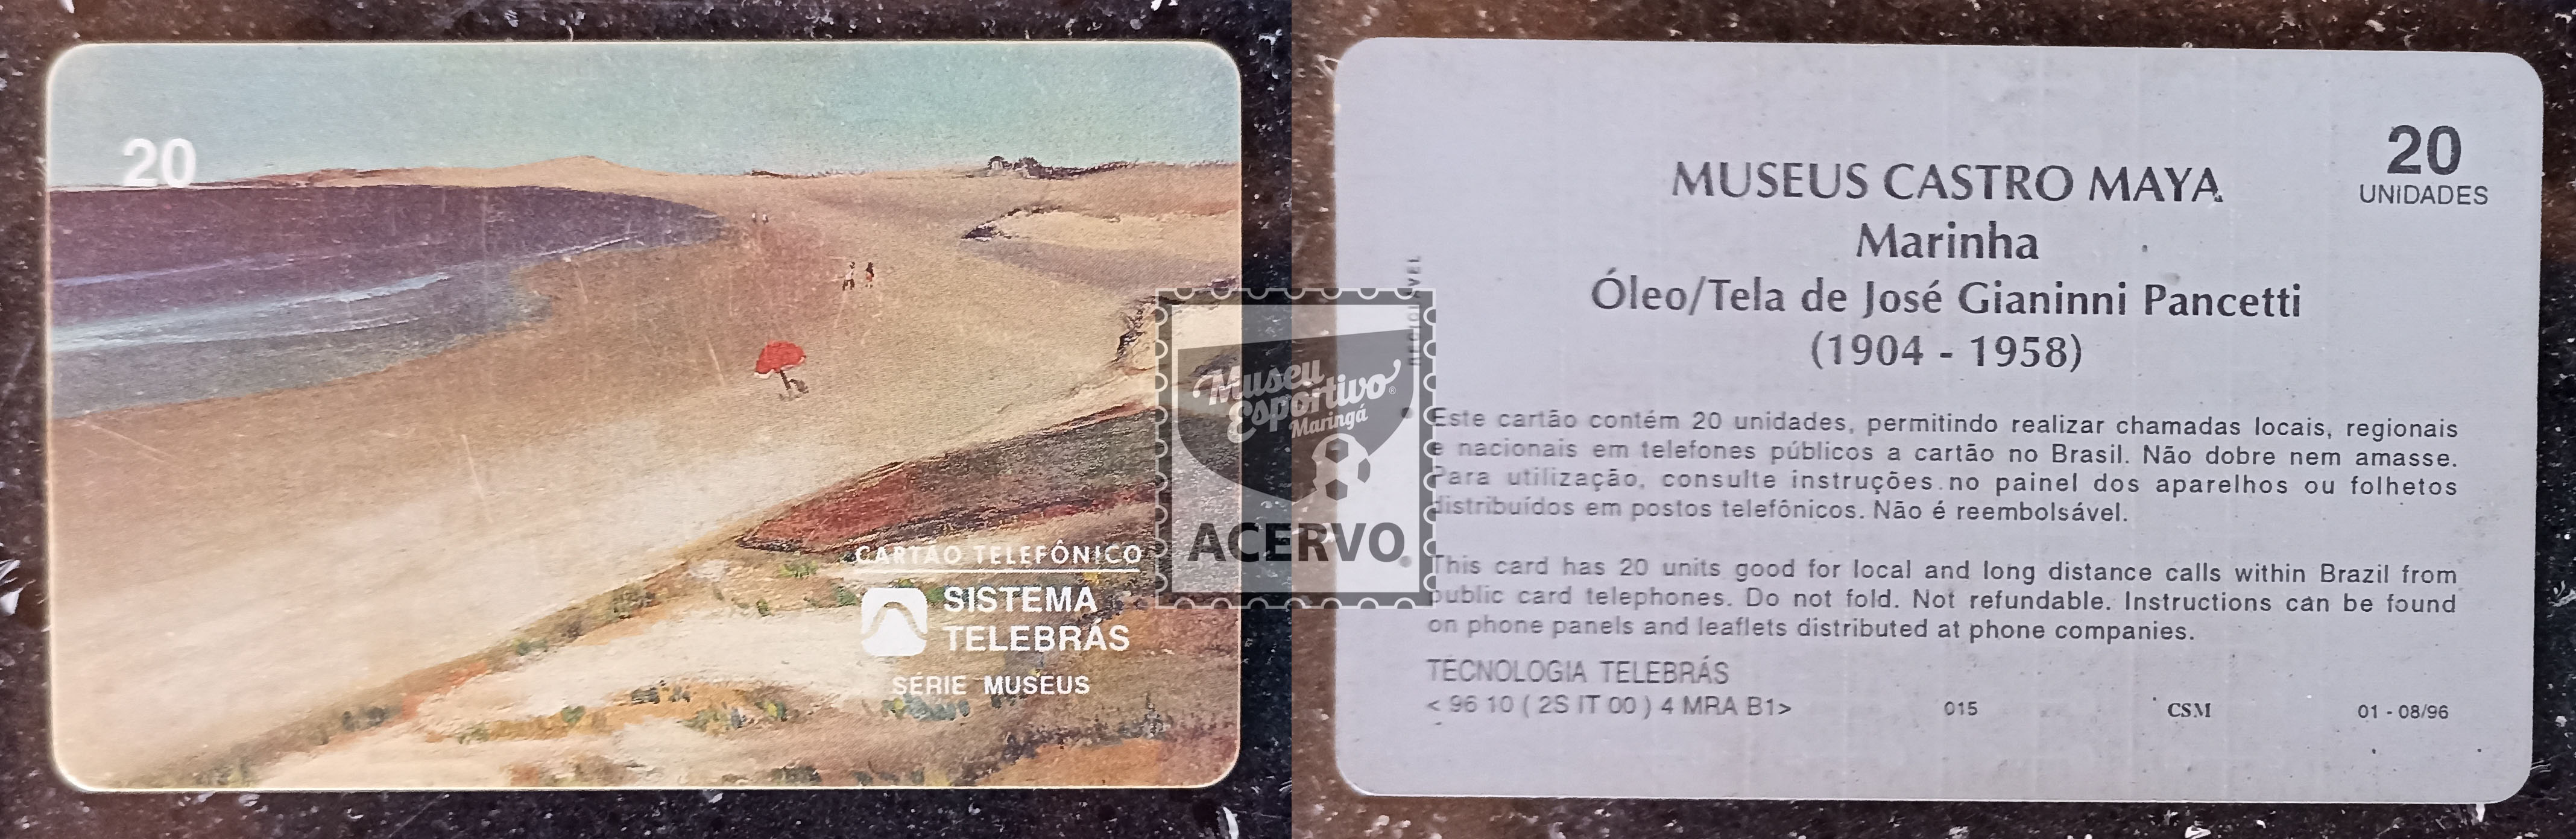 20
CARTÃO TELEFÔNICO
SISTEMA
TELEBRÁS
SÉRIE MUSEUS
Museu
Esportivo
Maringá
ACERVO
20
UNIDADES
MUSEUS CASTRO MAYA
Marinha
Óleo/Tela de José Gianinni Pancetti
(1904 - 1958)
Este cartão contém 20 unidades, permitindo realizar chamadas locais, regionais
e nacionais em telefones públicos a cartão no Brasil. Não dobre nem amasse.
Para utilização, consulte instruções no painel dos aparelhos ou folhetos
distribuídos em postos telefônicos. Não é reembolsável.
This card has 20 units good for local and long distance calls within Brazil from
public card telephones. Do not fold. Not refundable. Instructions can be found
on phone panels and leaflets distributed at phone companies.
TECNOLOGIA TELEBRÁS
< 96 10 ( 2S IT 00 ) 4 MRA B1> 015 CSM 01 - 08/96